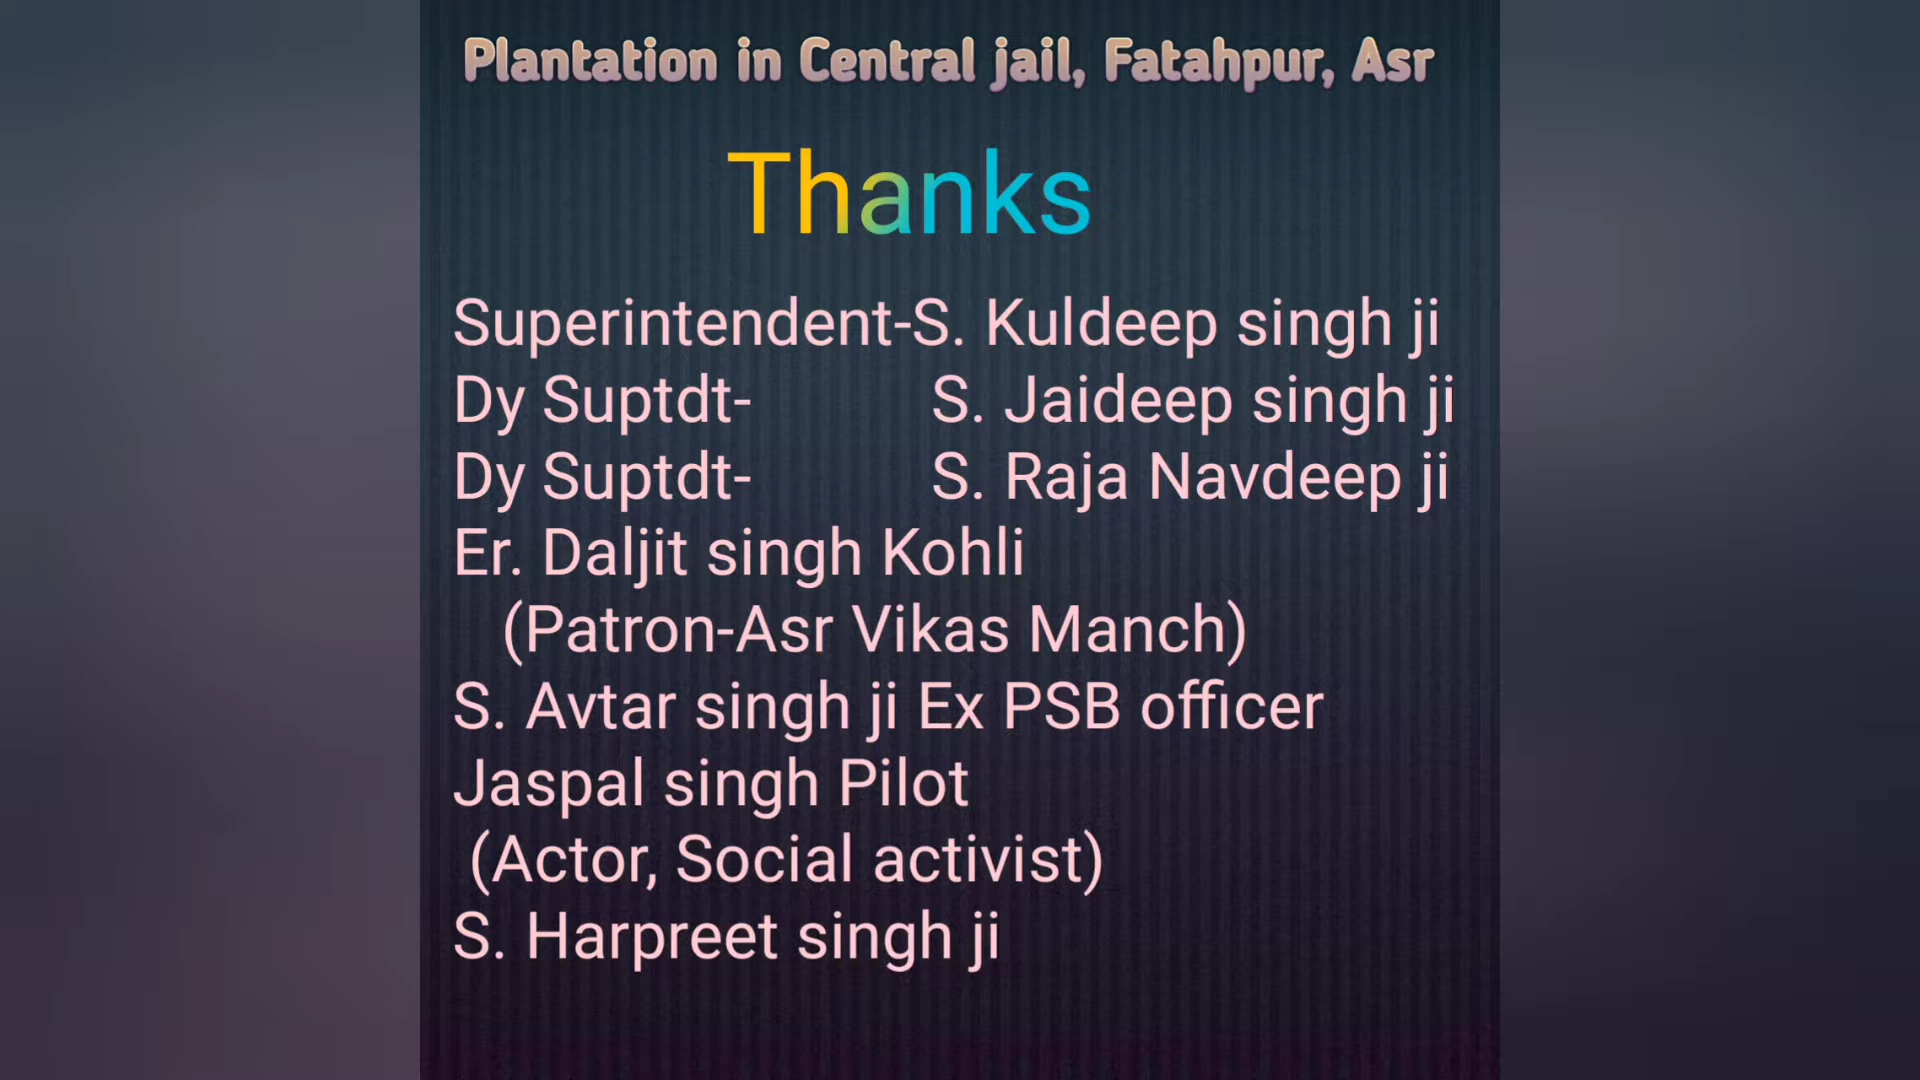 Plantation in Central jail, Fatahpur, Asr
Thanks
Superintendent-S. Kuldeep singh ji
Dy Suptdt- S. Jaideep singh ji
Dy Suptdt- S. Raja Navdeep ji
Er. Daljit singh Kohli
(Patron-Asr Vikas Manch)
S. Avtar singh ji Ex PSB officer
Jaspal singh Pilot
(Actor, Social activist)
S. Harpreet singh ji